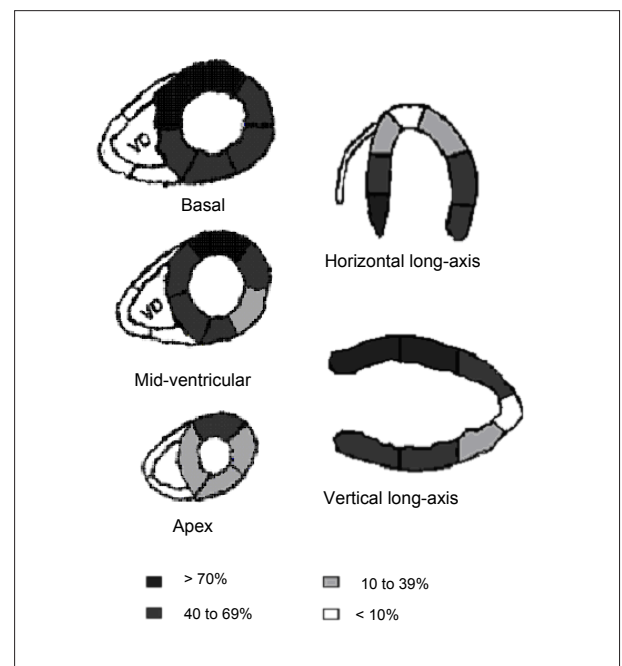 VD
Basal
Horizontal long-axis
VD
Mid-ventricular
Vertical long-axis
Apex
> 70%
10 to 39%
40 to 69%
< 10%